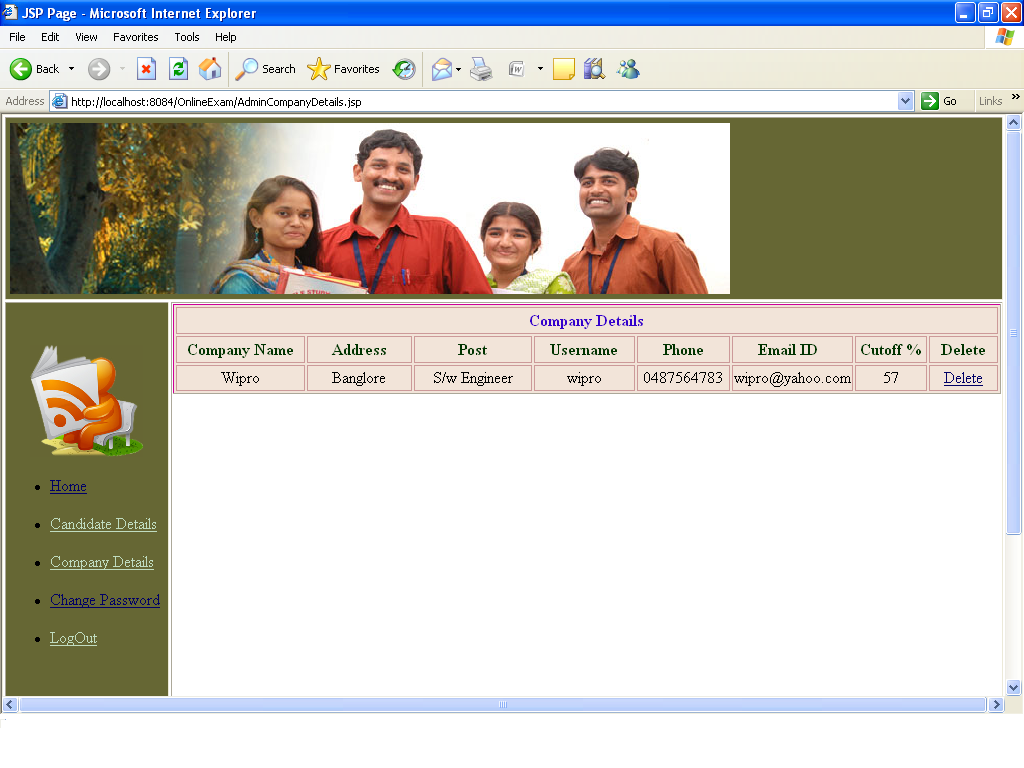 JSP Page - Microsoft Internet Explorer
File Edit View Favorites Tools Help
Back Search Favorites
Address http://localhost:8084/OnlineExam/AdminCompanyDetails.jsp Go Links »
Company Details
Company Name Address Post Username Phone Email ID Cutoff % Delete
Wipro Banglore S/w Engineer wipro 0487564783 wipro@yahoo.com 57 Delete
Home
Candidate Details
Company Details
Change Password
LogOut